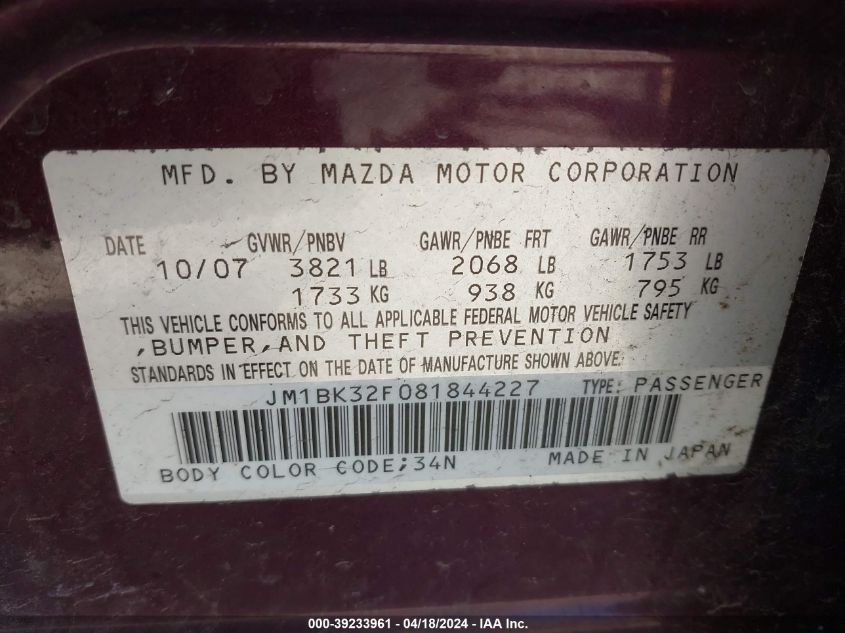 MFD. BY MAZDA MOTOR CORPORATION
DATE GVWR/PNBV GAWR/PNBE FRT GAWR/PNBE RR
10/07 3821 LB 2068 LB 1753 LB
1733 KG 938 KG 795 KG
THIS VEHICLE CONFORMS TO ALL APPLICABLE FEDERAL MOTOR VEHICLE SAFETY
,BUMPER,AND THEFT PREVENTION
STANDARDS IN EFFECT ON THE DATE OF MANUFACTURE SHOWN ABOVE.
JM1BK32F081844227 TYPE: PASSENGER
BODY COLOR CODE;34N MADE IN JAPAN
000-39233961 - 04/18/2024 - IAA Inc.